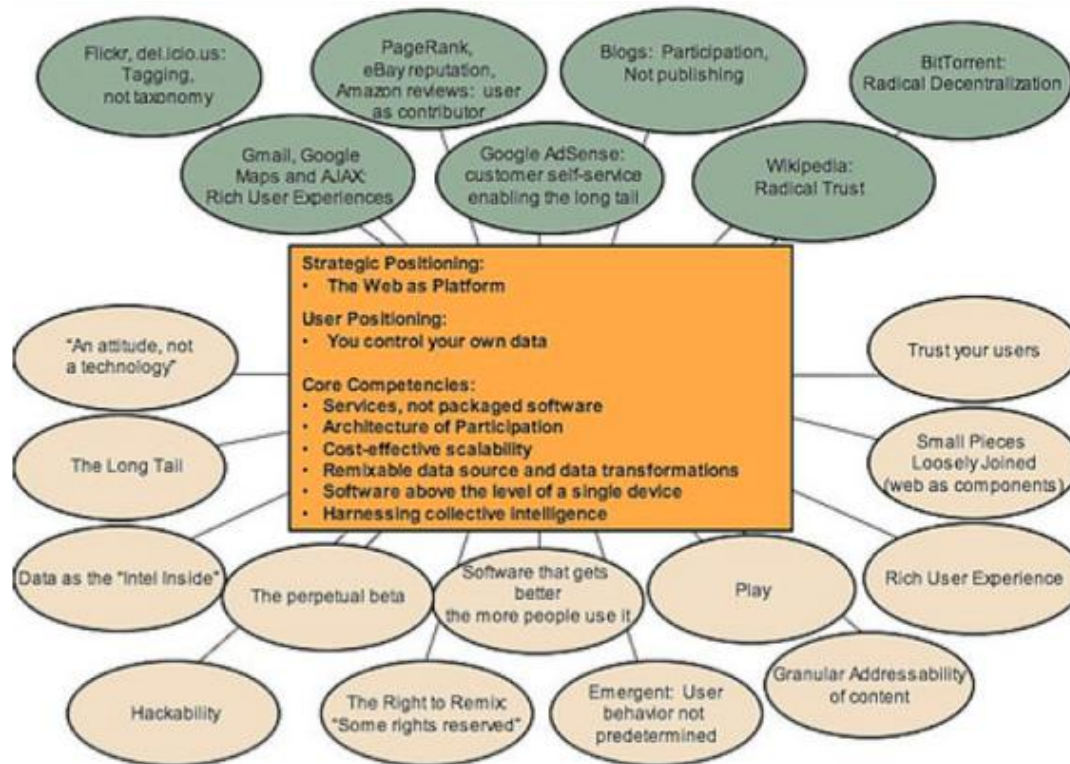 Flickr, del.icio.us:
Tagging,
not taxonomy
PageRank,
eBay reputation,
Amazon reviews: user
as contributor
Blogs: Participation,
Not publishing
BitTorrent:
Radical Decentralization
Gmail, Google
Maps and AJAX:
Rich User Experiences
Google AdSense:
customer self-service
enabling the long tail
Wikipedia:
Radical Trust
Strategic Positioning:
• The Web as Platform
User Positioning:
• You control your own data
Core Competencies:
• Services, not packaged software
• Architecture of Participation
• Cost-effective scalability
• Remixable data source and data transformations
• Software above the level of a single device
• Harnessing collective intelligence
"An attitude, not
a technology"
Trust your users
The Long Tail
Small Pieces
Loosely Joined
(web as components)
Data as the "Intel Inside"
The perpetual beta
Software that gets
better
the more people use it
Play
Rich User Experience
Hackability
The Right to Remix:
"Some rights reserved"
Emergent: User
behavior not
predetermined
Granular Addressability
of content